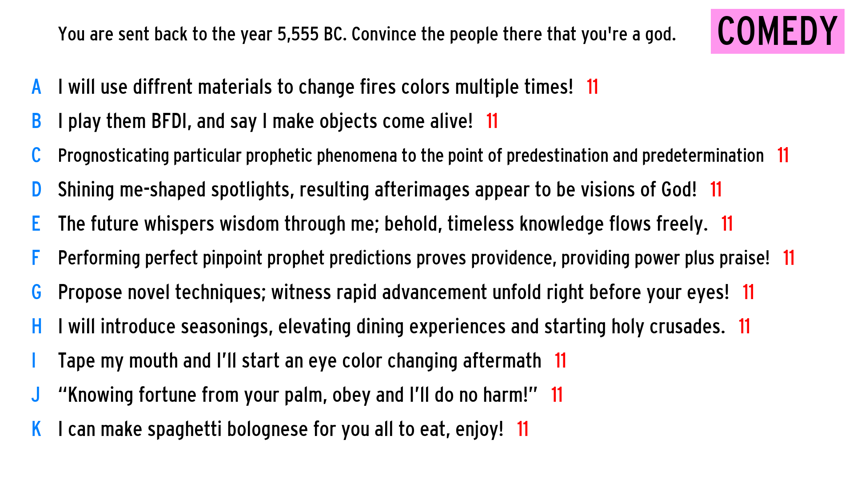 You are sent back to the year 5,555 BC. Convince the people there that you're a god.
COMEDY
A I will use diffrent materials to change fires colors multiple times! 11
B I play them BFDI, and say I make objects come alive! 11
C Prognosticating particular prophetic phenomena to the point of predestination and predetermination 11
D Shining me-shaped spotlights, resulting afterimages appear to be visions of God! 11
E The future whispers wisdom through me; behold, timeless knowledge flows freely. 11
F Performing perfect pinpoint prophet predictions proves providence, providing power plus praise! 11
G Propose novel techniques; witness rapid advancement unfold right before your eyes! 11
H I will introduce seasonings, elevating dining experiences and starting holy crusades. 11
I Tape my mouth and I’ll start an eye color changing aftermath 11
J “Knowing fortune from your palm, obey and I’ll do no harm!” 11
K I can make spaghetti bolognese for you all to eat, enjoy! 11